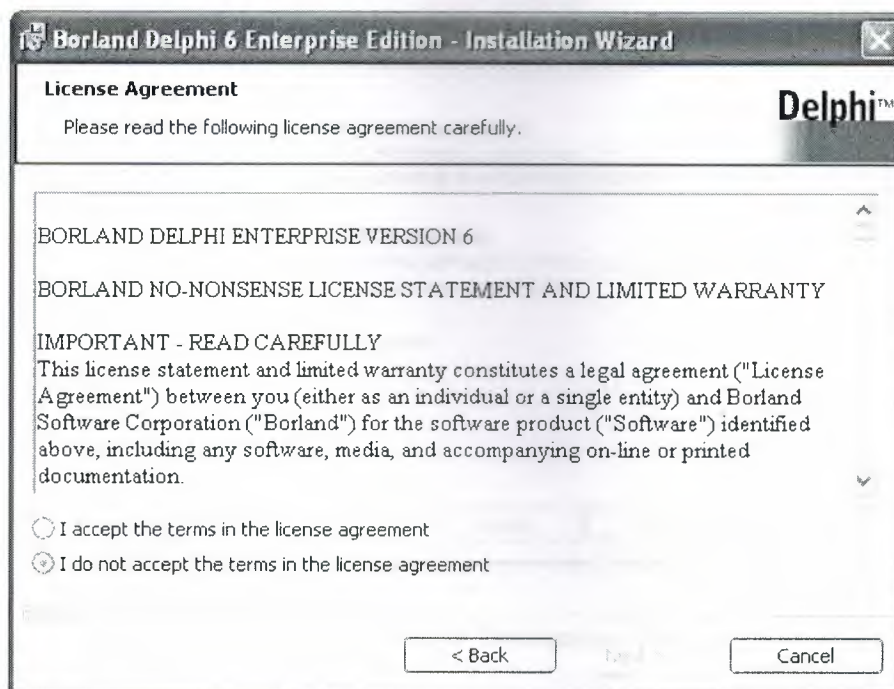 Borland Delphi 6 Enterprise Edition - Installation Wizard
License Agreement
Please read the following license agreement carefully.
Delphi™
BORLAND DELPHI ENTERPRISE VERSION 6
BORLAND NO-NONSENSE LICENSE STATEMENT AND LIMITED WARRANTY
IMPORTANT - READ CAREFULLY
This license statement and limited warranty constitutes a legal agreement ("License
Agreement") between you (either as an individual or a single entity) and Borland
Software Corporation ("Borland") for the software product ("Software") identified
above, including any software, media, and accompanying on-line or printed
documentation.
I accept the terms in the license agreement
I do not accept the terms in the license agreement
< Back
Cancel